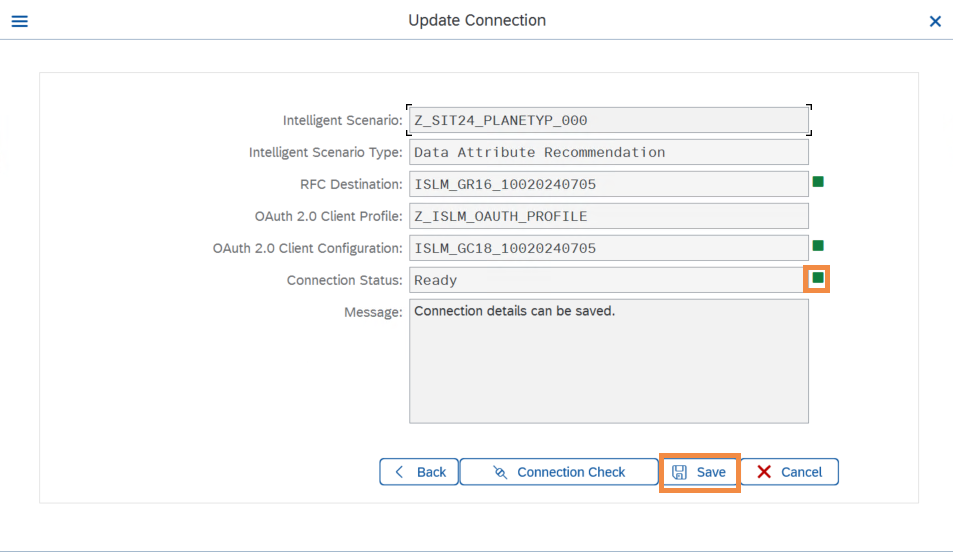 Update Connection
Intelligent Scenario: Z_SIT24_PLANETYP_000
Intelligent Scenario Type: Data Attribute Recommendation
RFC Destination: ISLM_GR16_10020240705
OAuth 2.0 Client Profile: Z_ISLM_OAUTH_PROFILE
OAuth 2.0 Client Configuration: ISLM_GC18_10020240705
Connection Status: Ready
Message: Connection details can be saved.
Back Connection Check Save Cancel